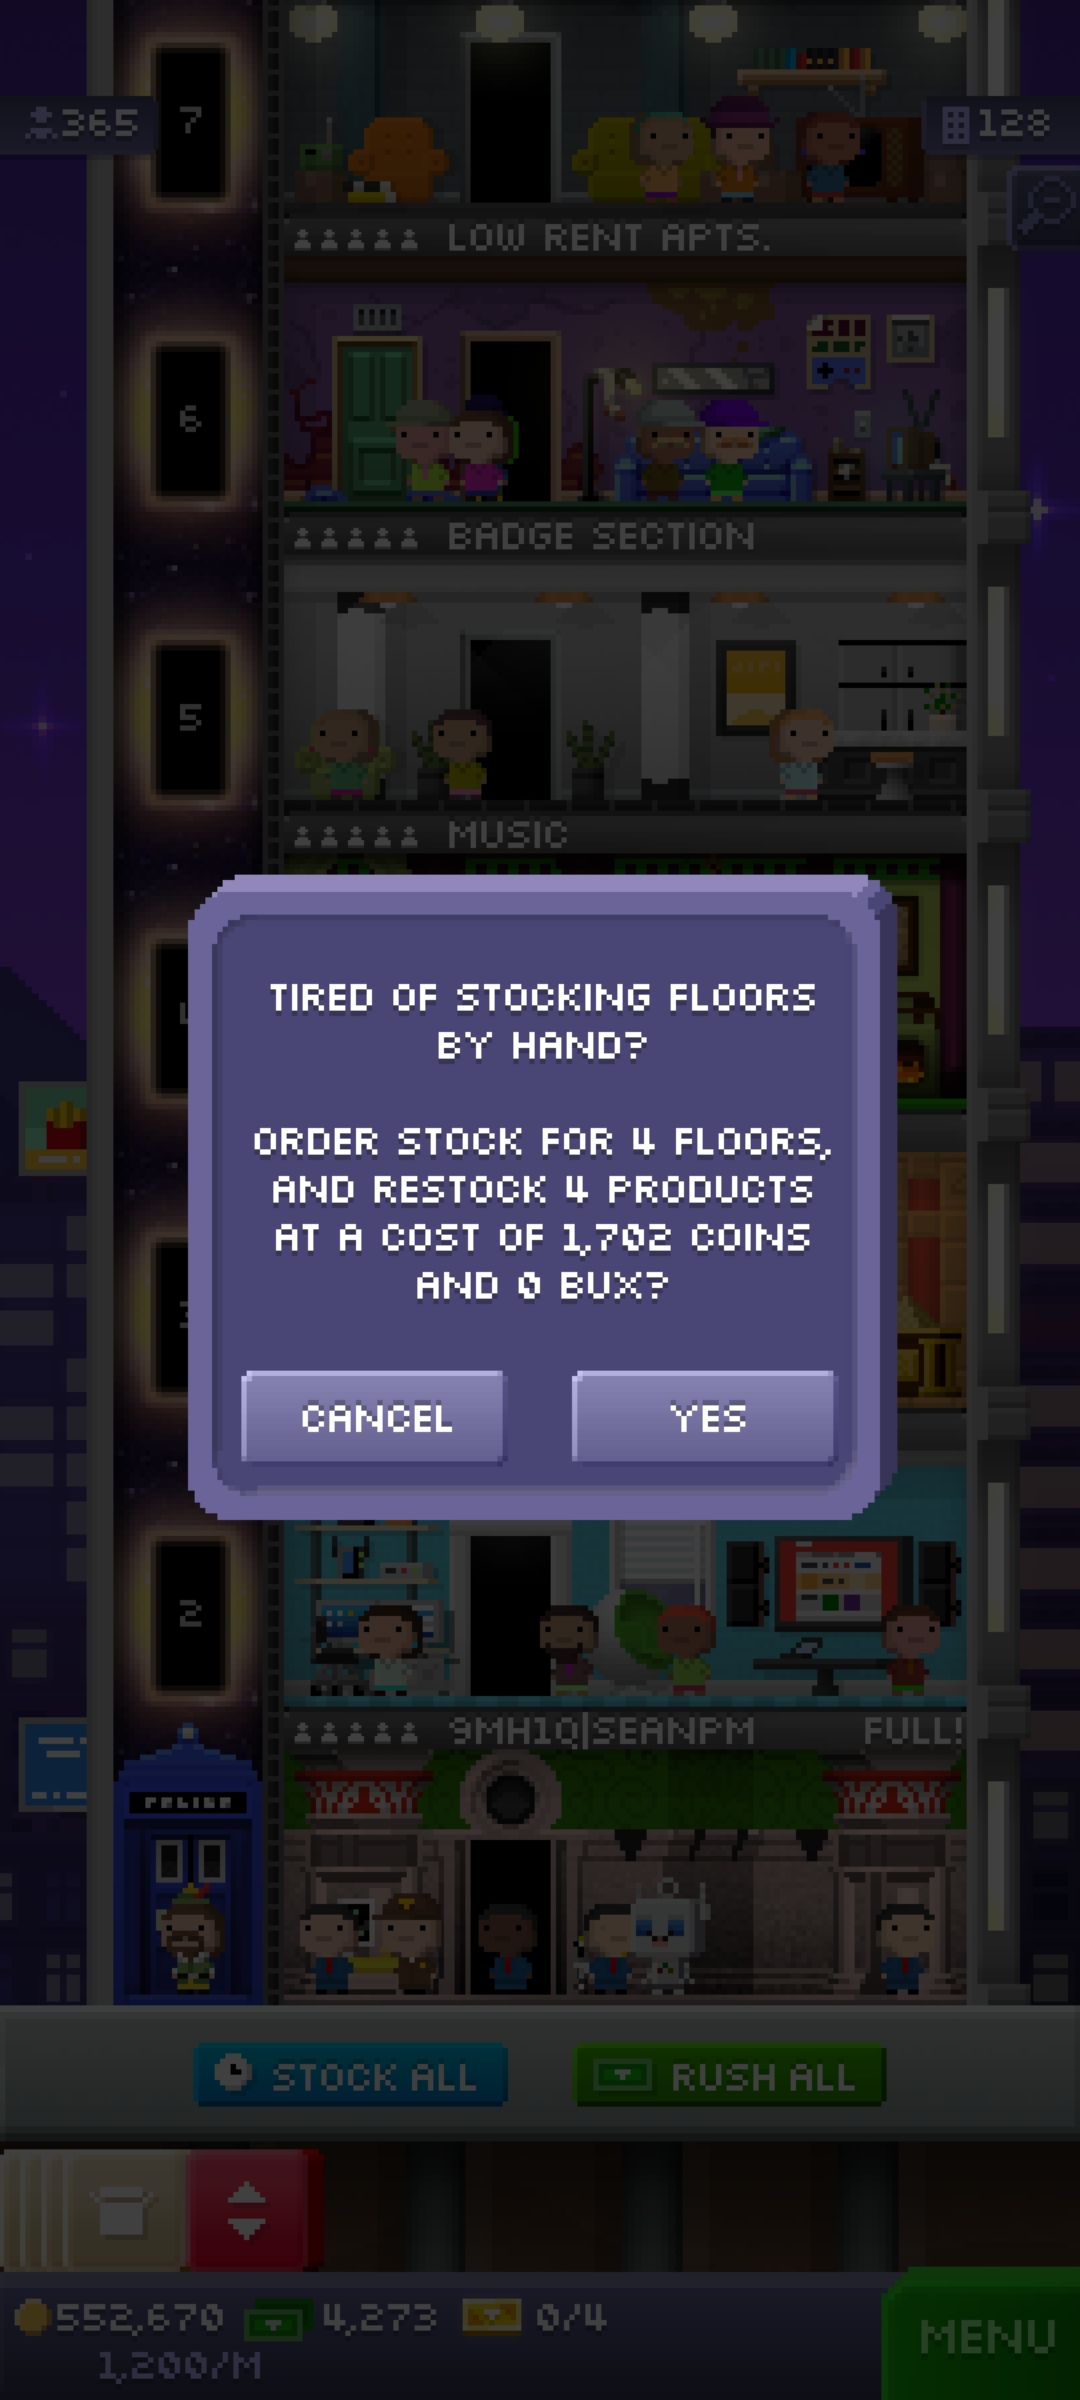 365
7
128
LOW RENT APTS.
6
BADGE SECTION
5
MUSIC
TIRED OF STOCKING FLOORS
BY HAND?
ORDER STOCK FOR 4 FLOORS,
AND RESTOCK 4 PRODUCTS
AT A COST OF 1,702 COINS
AND 0 BUX?
CANCEL
YES
2
9MH1Q|SEANPM
FULL!
POLICE
STOCK ALL
RUSH ALL
552,670
4,273
0/4
MENU
1,200/M